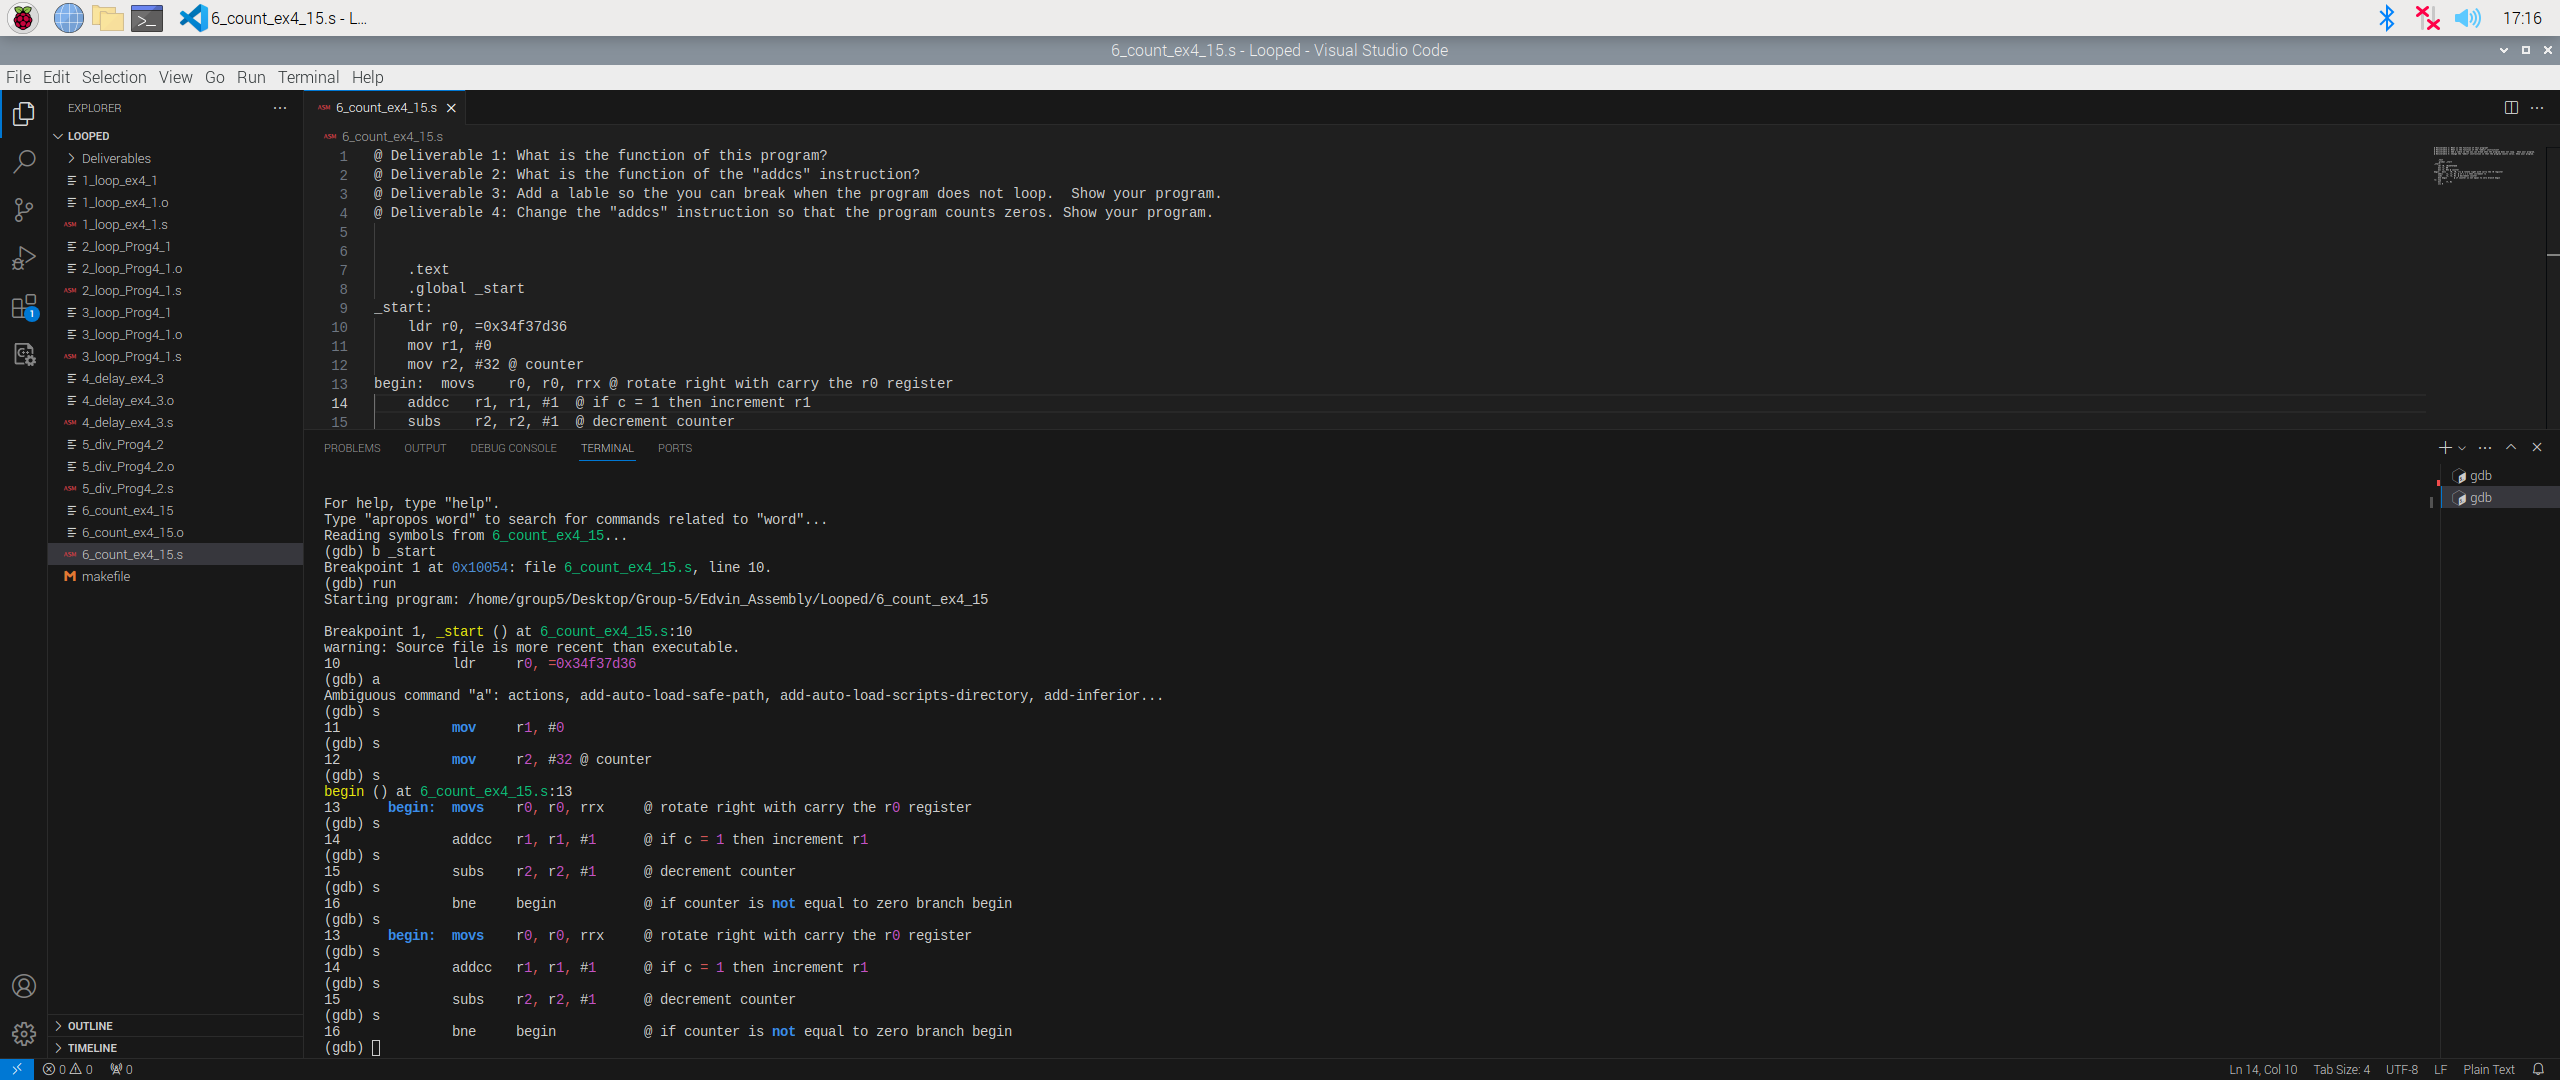 6_count_ex4_15.s - L...
17:16
6_count_ex4_15.s - Looped - Visual Studio Code
File Edit Selection View Go Run Terminal Help
EXPLORER
LOOPED
Deliverables
1_loop_ex4_1
1_loop_ex4_1.o
ASM 1_loop_ex4_1.s
2_loop_Prog4_1
2_loop_Prog4_1.o
ASM 2_loop_Prog4_1.s
3_loop_Prog4_1
3_loop_Prog4_1.o
ASM 3_loop_Prog4_1.s
4_delay_ex4_3
4_delay_ex4_3.o
ASM 4_delay_ex4_3.s
5_div_Prog4_2
5_div_Prog4_2.o
ASM 5_div_Prog4_2.s
6_count_ex4_15
6_count_ex4_15.o
ASM 6_count_ex4_15.s
M makefile
OUTLINE
TIMELINE
ASM 6_count_ex4_15.s
ASM 6_count_ex4_15.s
1 @ Deliverable 1: What is the function of this program?
2 @ Deliverable 2: What is the function of the "addcs" instruction?
3 @ Deliverable 3: Add a lable so the you can break when the program does not loop.  Show your program.
4 @ Deliverable 4: Change the "addcs" instruction so that the program counts zeros. Show your program.
5
6
7     .text
8     .global _start
9 _start:
10     ldr r0, =0x34f37d36
11     mov r1, #0
12     mov r2, #32 @ counter
13 begin:  movs    r0, r0, rrx @ rotate right with carry the r0 register
14     addcc   r1, r1, #1  @ if c = 1 then increment r1
15     subs    r2, r2, #1  @ decrement counter
PROBLEMS OUTPUT DEBUG CONSOLE TERMINAL PORTS
gdb
gdb
For help, type "help".
Type "apropos word" to search for commands related to "word"...
Reading symbols from 6_count_ex4_15...
(gdb) b _start
Breakpoint 1 at 0x10054: file 6_count_ex4_15.s, line 10.
(gdb) run
Starting program: /home/group5/Desktop/Group-5/Edvin_Assembly/Looped/6_count_ex4_15
Breakpoint 1, _start () at 6_count_ex4_15.s:10
warning: Source file is more recent than executable.
10              ldr     r0, =0x34f37d36
(gdb) a
Ambiguous command "a": actions, add-auto-load-safe-path, add-auto-load-scripts-directory, add-inferior...
(gdb) s
11              mov     r1, #0
(gdb) s
12              mov     r2, #32 @ counter
(gdb) s
begin () at 6_count_ex4_15.s:13
13      begin:  movs    r0, r0, rrx     @ rotate right with carry the r0 register
(gdb) s
14              addcc   r1, r1, #1      @ if c = 1 then increment r1
(gdb) s
15              subs    r2, r2, #1      @ decrement counter
(gdb) s
16              bne     begin           @ if counter is not equal to zero branch begin
(gdb) s
13      begin:  movs    r0, r0, rrx     @ rotate right with carry the r0 register
(gdb) s
14              addcc   r1, r1, #1      @ if c = 1 then increment r1
(gdb) s
15              subs    r2, r2, #1      @ decrement counter
(gdb) s
16              bne     begin           @ if counter is not equal to zero branch begin
(gdb)
1
0 0 0
Ln 14, Col 10 Tab Size: 4 UTF-8 LF Plain Text